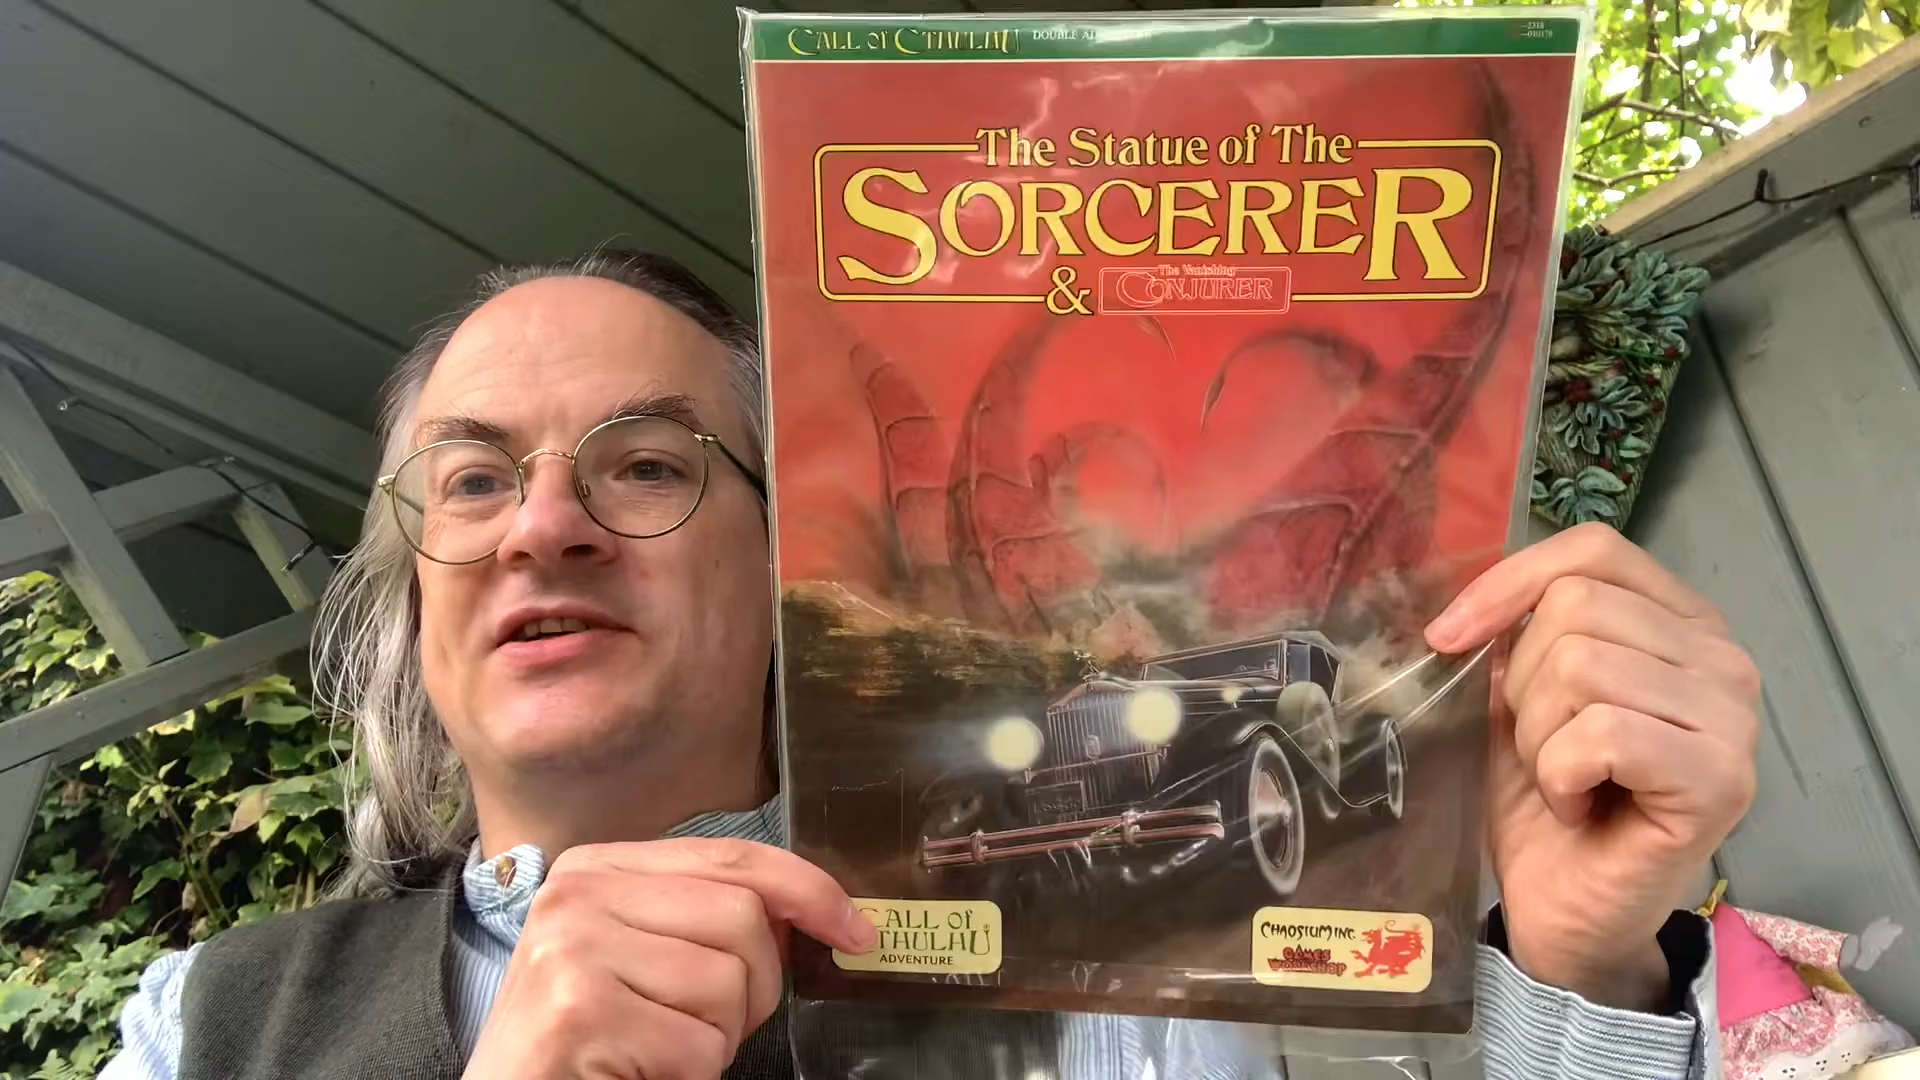 CALL OF CTHULHU DOUBLE
The Statue of The
SORCERER
& The Vanishing
CONJURER
CALL OF
CTHULHU
ADVENTURE
CHAOSIUM INC.
GAMES
WORKSHOP